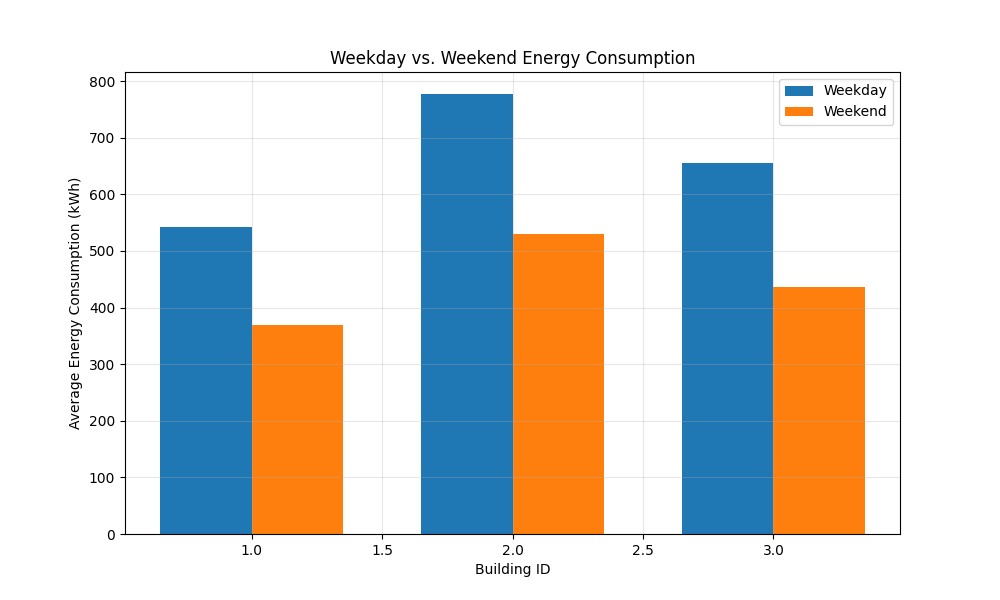 Weekday vs. Weekend Energy Consumption
Weekday
Weekend
800
700
600
500
400
300
200
100
0
Average Energy Consumption (kWh)
1.0 1.5 2.0 2.5 3.0
Building ID